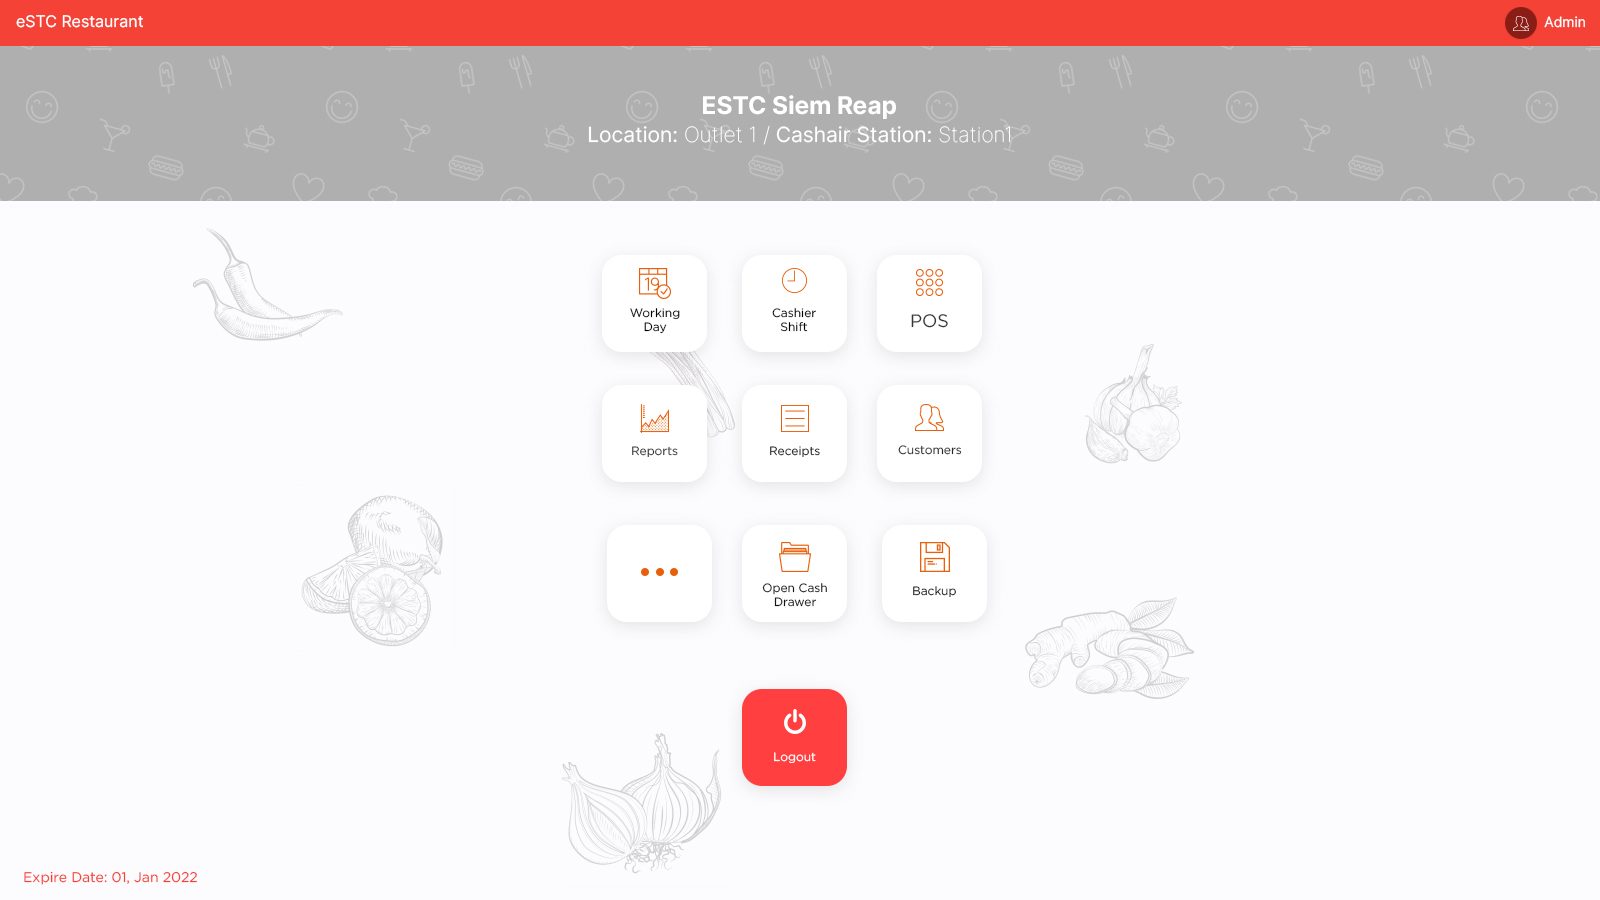 eSTC Restaurant
Admin
ESTC Siem Reap
Location: Outlet 1 / Cashair Station: Station1
19
Working
Day
Cashier
Shift
POS
Reports
Receipts
Customers
Open Cash
Drawer
Backup
Logout
Expire Date: 01, Jan 2022